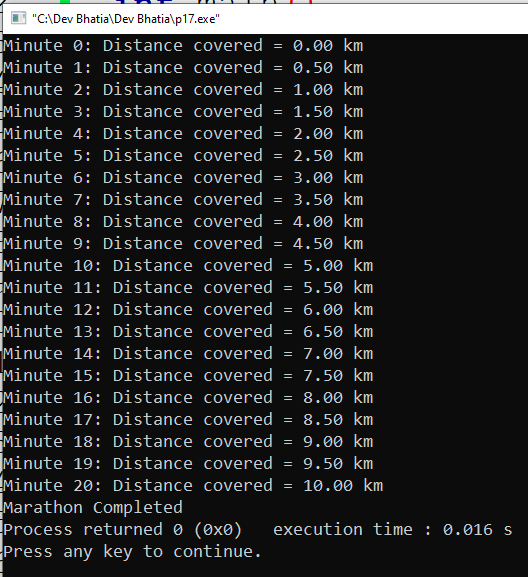 int main()
"C:\Dev Bhatia\Dev Bhatia\p17.exe"
Minute 0: Distance covered = 0.00 km
Minute 1: Distance covered = 0.50 km
Minute 2: Distance covered = 1.00 km
Minute 3: Distance covered = 1.50 km
Minute 4: Distance covered = 2.00 km
Minute 5: Distance covered = 2.50 km
Minute 6: Distance covered = 3.00 km
Minute 7: Distance covered = 3.50 km
Minute 8: Distance covered = 4.00 km
Minute 9: Distance covered = 4.50 km
Minute 10: Distance covered = 5.00 km
Minute 11: Distance covered = 5.50 km
Minute 12: Distance covered = 6.00 km
Minute 13: Distance covered = 6.50 km
Minute 14: Distance covered = 7.00 km
Minute 15: Distance covered = 7.50 km
Minute 16: Distance covered = 8.00 km
Minute 17: Distance covered = 8.50 km
Minute 18: Distance covered = 9.00 km
Minute 19: Distance covered = 9.50 km
Minute 20: Distance covered = 10.00 km
Marathon Completed
Process returned 0 (0x0)   execution time : 0.016 s
Press any key to continue.